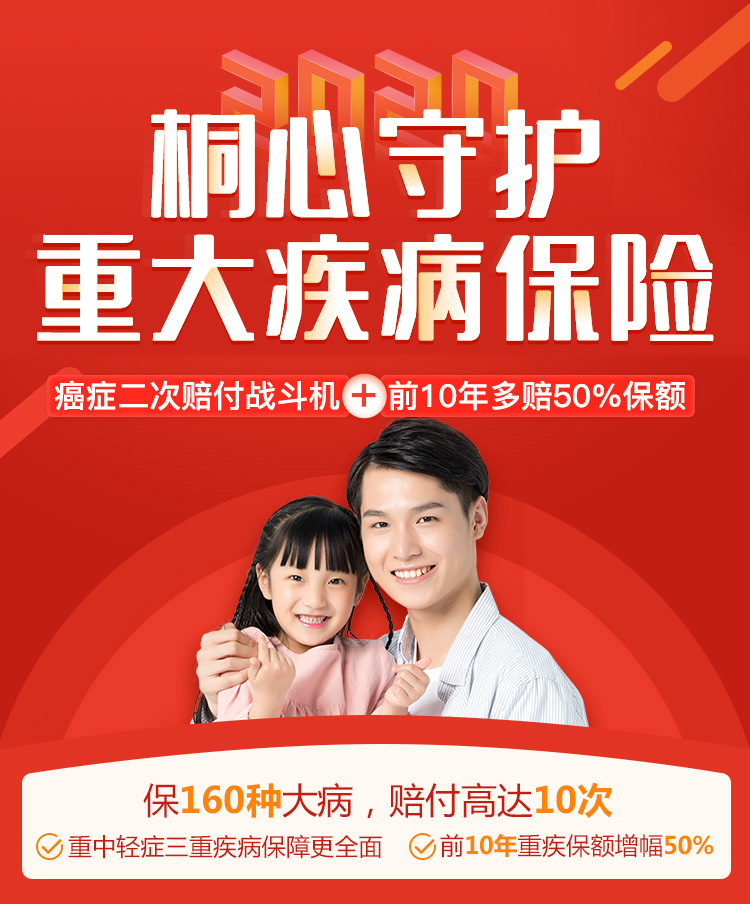 2020
桐心守护
重大疾病保险
癌症二次赔付战斗机+前10年多赔50%保额
保160种大病，赔付高达10次
重中轻症三重疾病保障更全面 前10年重疾保额增幅50%